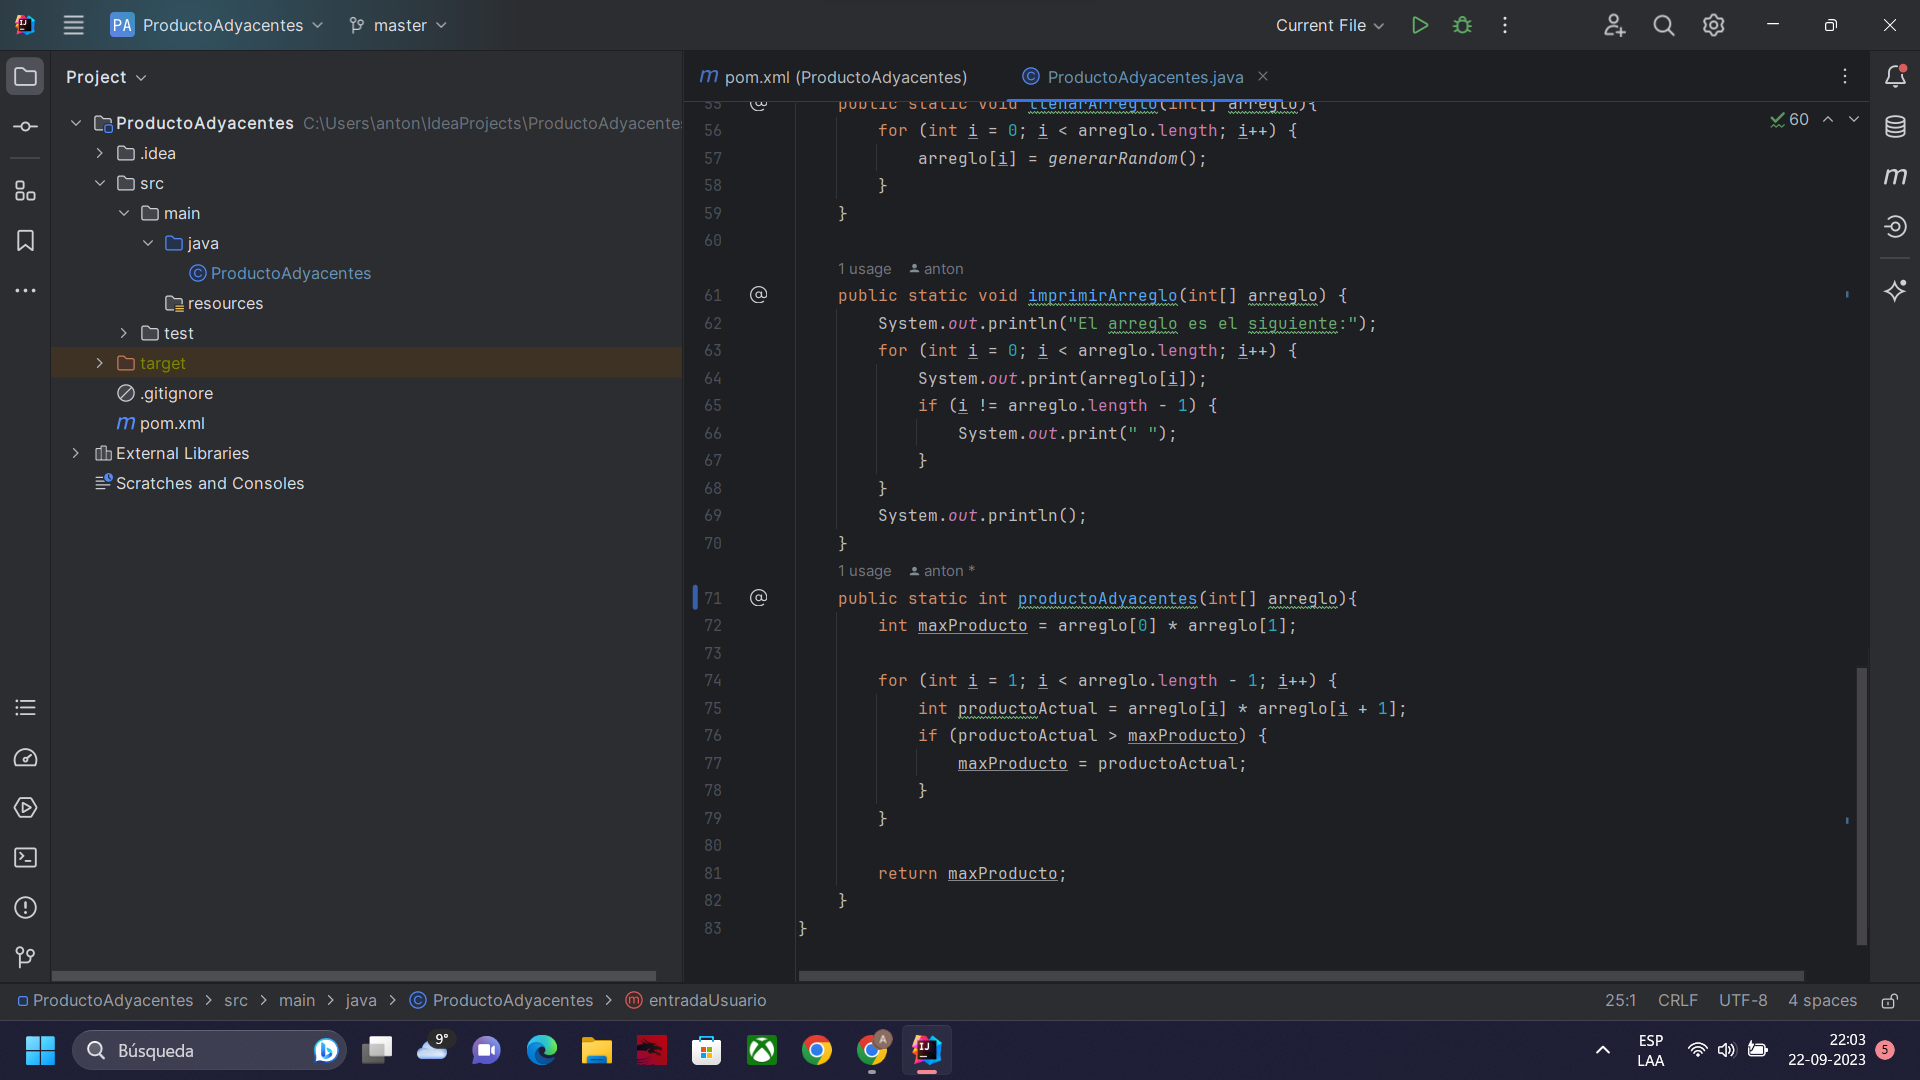 PA ProductoAdyacentes master Current File
Project
pom.xml (ProductoAdyacentes) ProductoAdyacentes.java
ProductoAdyacentes C:\Users\anton\IdeaProjects\ProductoAdyacentes
.idea
src
main
java
ProductoAdyacentes
resources
test
target
.gitignore
pom.xml
External Libraries
Scratches and Consoles
60
55 public static void llenarArreglo(int[] arreglo){
56 for (int i = 0; i < arreglo.length; i++) {
57 arreglo[i] = generarRandom();
58 }
59 }
60
1 usage anton
61 public static void imprimirArreglo(int[] arreglo) {
62 System.out.println("El arreglo es el siguiente:");
63 for (int i = 0; i < arreglo.length; i++) {
64 System.out.print(arreglo[i]);
65 if (i != arreglo.length - 1) {
66 System.out.print(" ");
67 }
68 }
69 System.out.println();
70 }
1 usage anton *
71 public static int productoAdyacentes(int[] arreglo){
72 int maxProducto = arreglo[0] * arreglo[1];
73
74 for (int i = 1; i < arreglo.length - 1; i++) {
75 int productoActual = arreglo[i] * arreglo[i + 1];
76 if (productoActual > maxProducto) {
77 maxProducto = productoActual;
78 }
79 }
80
81 return maxProducto;
82 }
83 }
ProductoAdyacentes > src > main > java > ProductoAdyacentes > entradaUsuario
25:1 CRLF UTF-8 4 spaces
Búsqueda
9°
A
ESP
LAA
22:03
22-09-2023
5